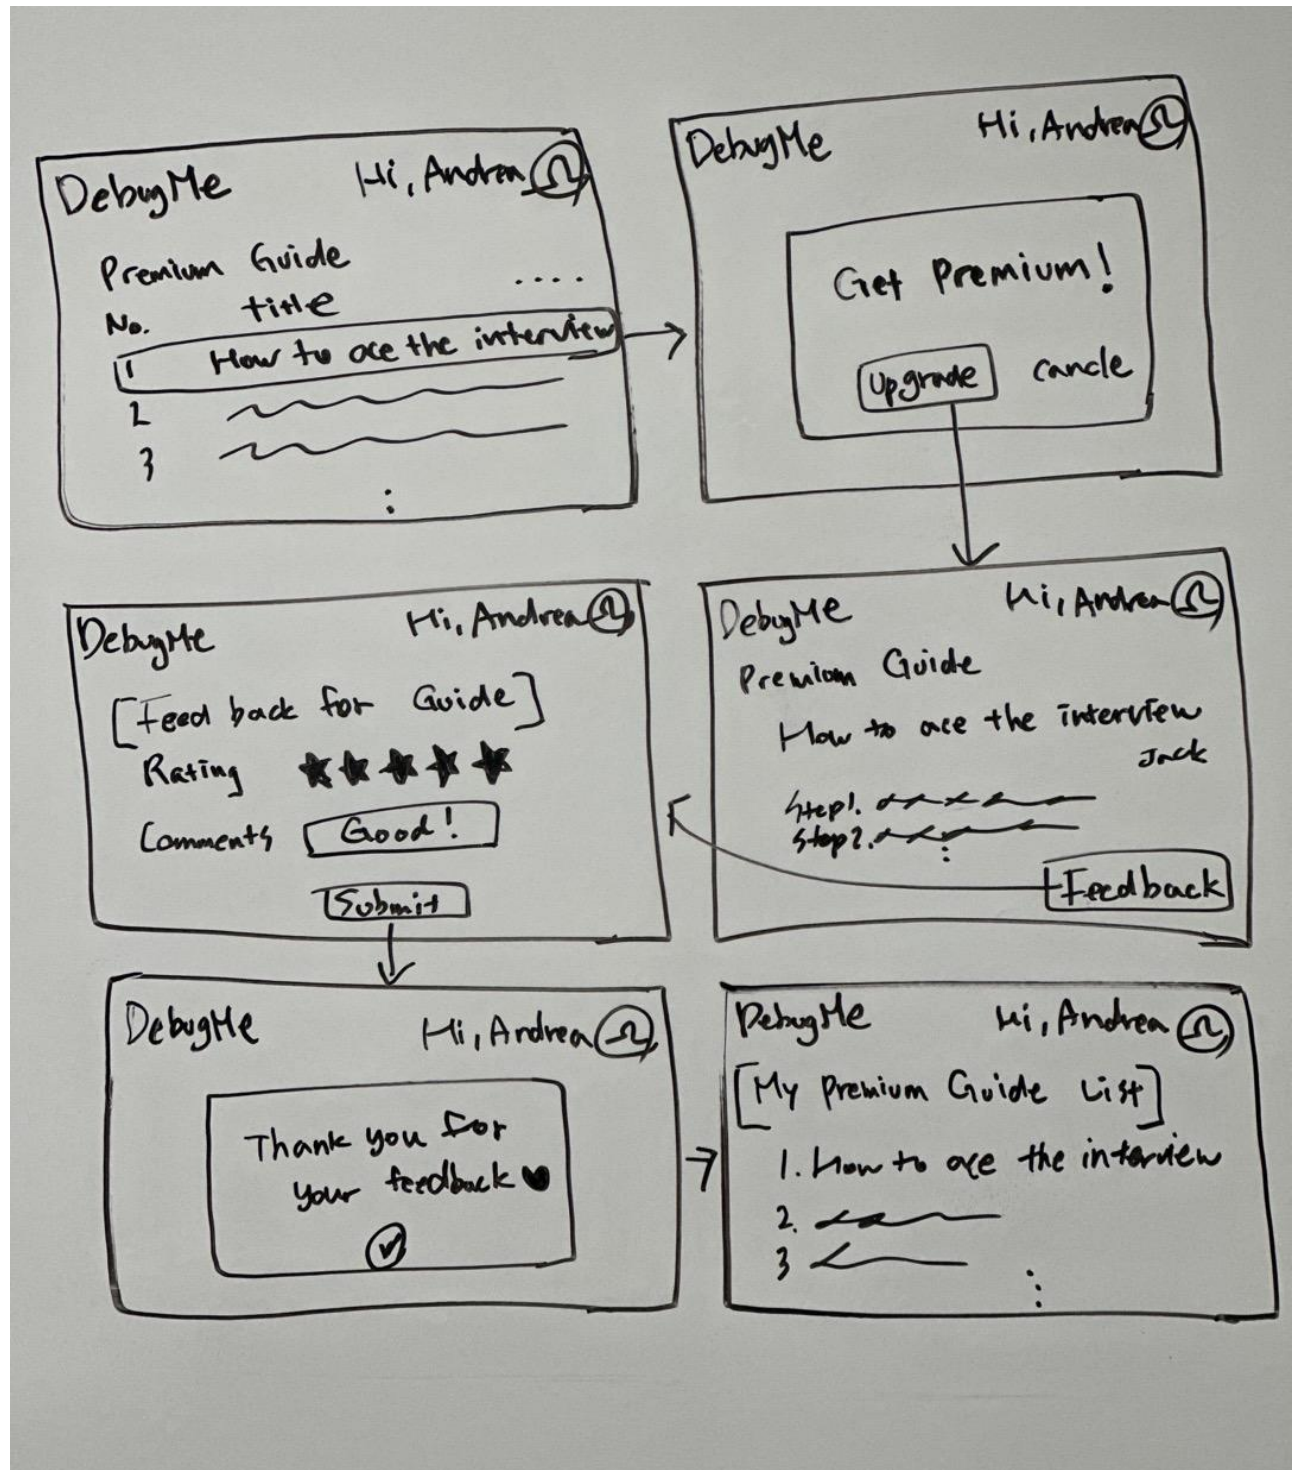 DebugMe Hi, Andrea
Premium Guide
No. title ....
1 How to ace the interview
2
3
DebugMe Hi, Andrea
Get Premium!
Upgrade cancle
DebugMe Hi, Andrea
Premium Guide
How to ace the interview
Jack
Step1.
Step2.
Feedback
DebugMe Hi, Andrea
[Feed back for Guide]
Rating ★★★★★
Comments Good!
Submit
DebugMe Hi, Andrea
Thank you for
your feedback ♥
DebugMe Hi, Andrea
[My Premium Guide List]
1. How to ace the interview
2.
3